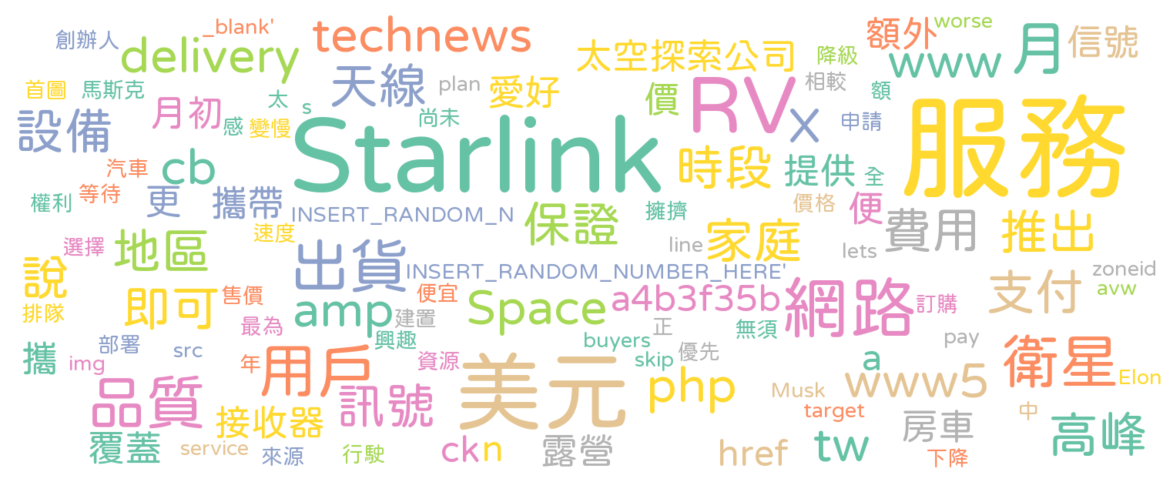 _blank'
worse
創辦人
technews
額外
delivery
太空探索公司
降級
www
月
信號
首圖
馬斯克
太
s
天線
plan
愛好
相較
額
月初
感
變慢
尚未
價
RV
x
申請
設備
Starlink
服務
汽車
cb
時段
提供
全
等待
權利
更
攜帶
INSERT_RANDOM_N
保證
擁擠
價格
便
費用
推出
選擇
地區
速度
出貨
line
家庭
lets
說
INSERT_RANDOM_NUMBER_HERE'
zoneid
avw
排隊
即可
售價
便宜
Space
a4b3f35b
網路
訂購
支付
最為
amp
建置
正
無須
興趣
buyers
pay
攜
部署
src
img
年
用戶
資源
skip
優先
a
衛星
美元
php
Musk
www5
Elon
品質
接收器
訊號
target
中
房車
高峰
覆蓋
service
來源
行駛
ckn
露營
href
tw
下降